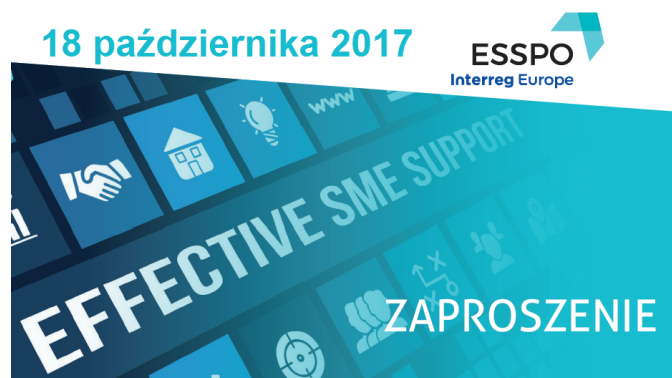 18 października 2017
ESSPO
Interreg Europe
www
EFFECTIVE SME SUPPORT
ZAPROSZENIE